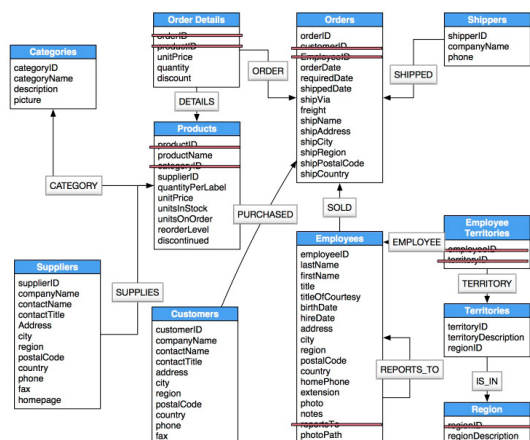 Order Details
orderID
productID
unitPrice
quantity
discount
Orders
orderID
customerID
EmployeeID
orderDate
requiredDate
shippedDate
shipVia
freight
shipName
shipAddress
shipCity
shipRegion
shipPostalCode
shipCountry
Shippers
shipperID
companyName
phone
Categories
categoryID
categoryName
description
picture
ORDER
SHIPPED
DETAILS
Products
productID
productName
categoryID
supplierID
quantityPerLabel
unitPrice
unitsInStock
unitsOnOrder
reorderLevel
discontinued
CATEGORY
PURCHASED
SOLD
Employees
employeeID
lastName
firstName
title
titleOfCourtesy
birthDate
hireDate
address
city
region
postalCode
country
homePhone
extension
photo
notes
reportsTo
photoPath
EMPLOYEE
Employee
Territories
employeeID
territoryID
TERRITORY
Suppliers
supplierID
companyName
contactName
contactTitle
Address
city
region
postalCode
country
phone
fax
homepage
SUPPLIES
Customers
customerID
companyName
contactName
contactTitle
address
city
region
postalCode
country
phone
fax
Territories
territoryID
territoryDescription
regionID
REPORTS_TO
IS_IN
Region
regionID
regionDescription